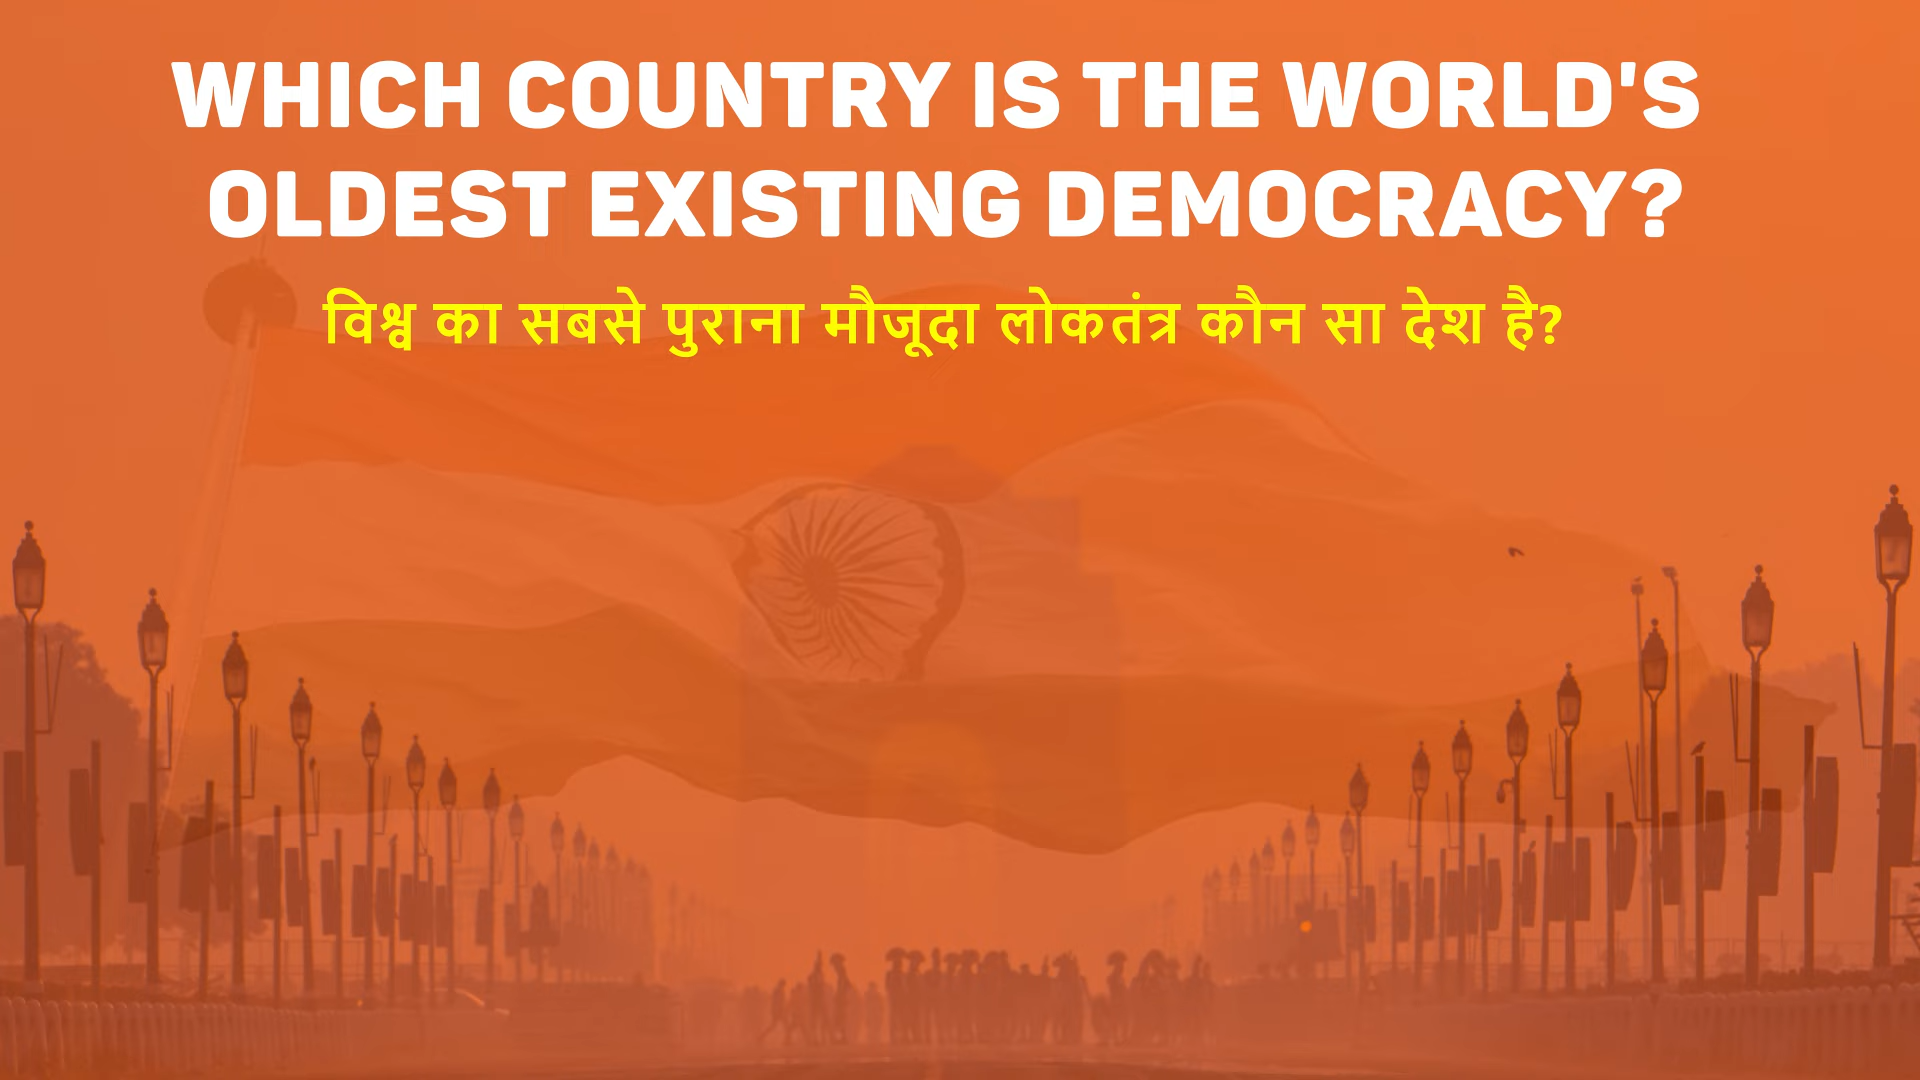 WHICH COUNTRY IS THE WORLD'S
OLDEST EXISTING DEMOCRACY?
विश्व का सबसे पुराना मौजूदा लोकतंत्र कौन सा देश है?